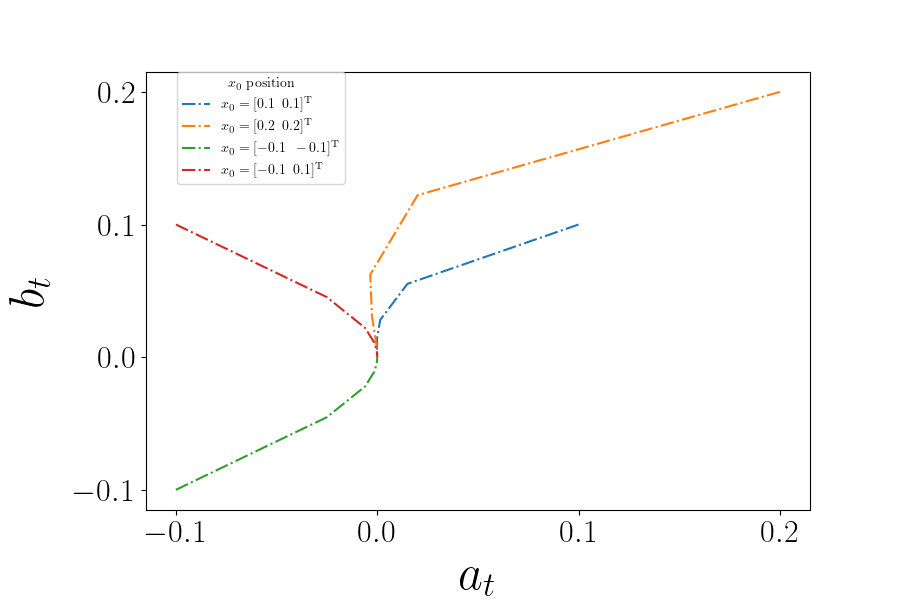 x₀ position
x₀ = [0.1 0.1]ᵀ
x₀ = [0.2 0.2]ᵀ
x₀ = [−0.1 −0.1]ᵀ
x₀ = [−0.1 0.1]ᵀ
0.2
0.1
0.0
−0.1
bₜ
−0.1 0.0 0.1 0.2
aₜ